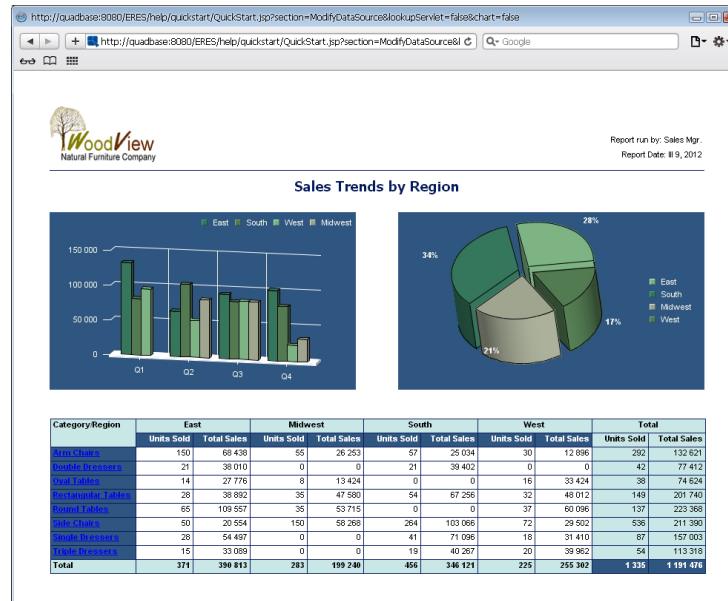 http://quadbase:8080/ERES/help/quickstart/QuickStart.jsp?section=ModifyDataSource&lookupServlet=false&chart=false
http://quadbase:8080/ERES/help/quickstart/QuickStart.jsp?section=ModifyDataSource&l
Google
WoodView
Natural Furniture Company
Report run by: Sales Mgr.
Report Date: III 9, 2012
Sales Trends by Region
East South West Midwest
150 000
100 000
50 000
0
Q1 Q2 Q3 Q4
28%
34%
17%
21%
East
South
Midwest
West
Category/Region East Midwest South West Total
Units Sold Total Sales Units Sold Total Sales Units Sold Total Sales Units Sold Total Sales Units Sold Total Sales
Arm Chairs 150 68 438 55 26 253 57 25 034 30 12 896 292 132 621
Double Dressers 21 38 010 0 0 21 39 402 0 0 42 77 412
Oval Tables 14 27 776 8 13 424 0 0 16 33 424 38 74 624
Rectangular Tables 28 38 892 35 47 580 54 67 256 32 48 012 149 201 740
Round Tables 65 109 557 35 53 715 0 0 37 60 096 137 223 368
Side Chairs 50 20 554 150 58 268 264 103 066 72 29 502 536 211 390
Single Dressers 28 54 497 0 0 41 71 096 18 31 410 87 157 003
Triple Dressers 15 33 089 0 0 19 40 267 20 39 962 54 113 318
Total 371 390 813 283 199 240 456 346 121 225 255 302 1 335 1 191 476